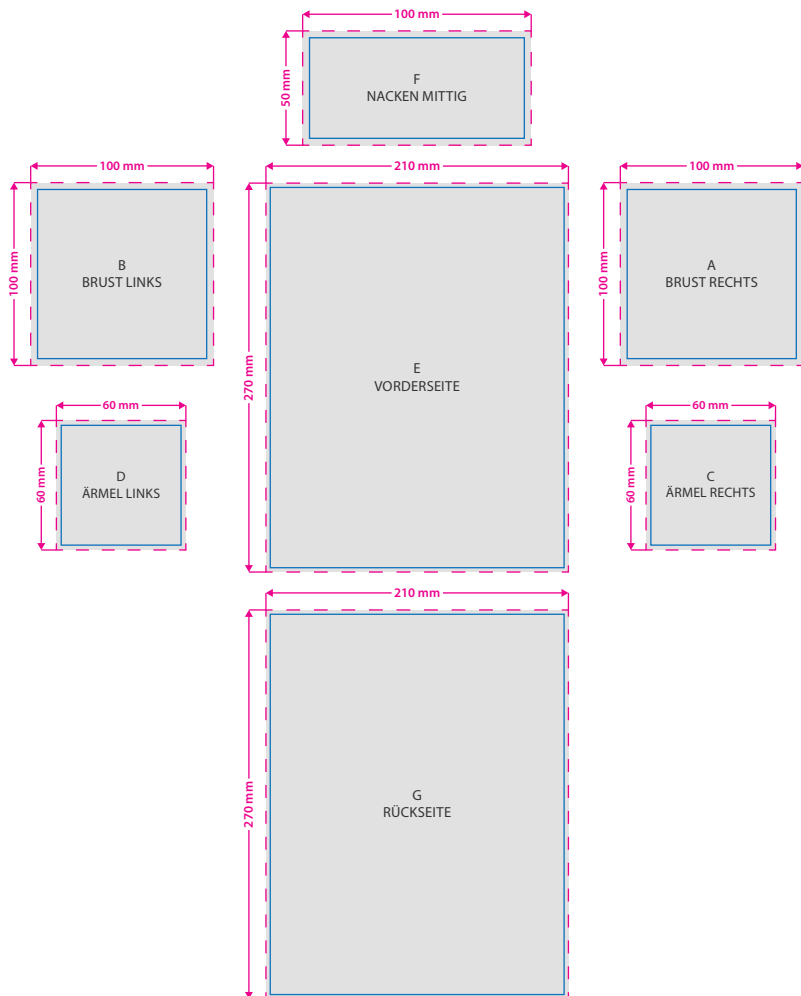 100 mm
50 mm
F
NACKEN MITTIG
100 mm
210 mm
100 mm
100 mm
B
BRUST LINKS
270 mm
E
VORDERSEITE
100 mm
A
BRUST RECHTS
60 mm
60 mm
60 mm
D
ÄRMEL LINKS
60 mm
C
ÄRMEL RECHTS
210 mm
270 mm
G
RÜCKSEITE